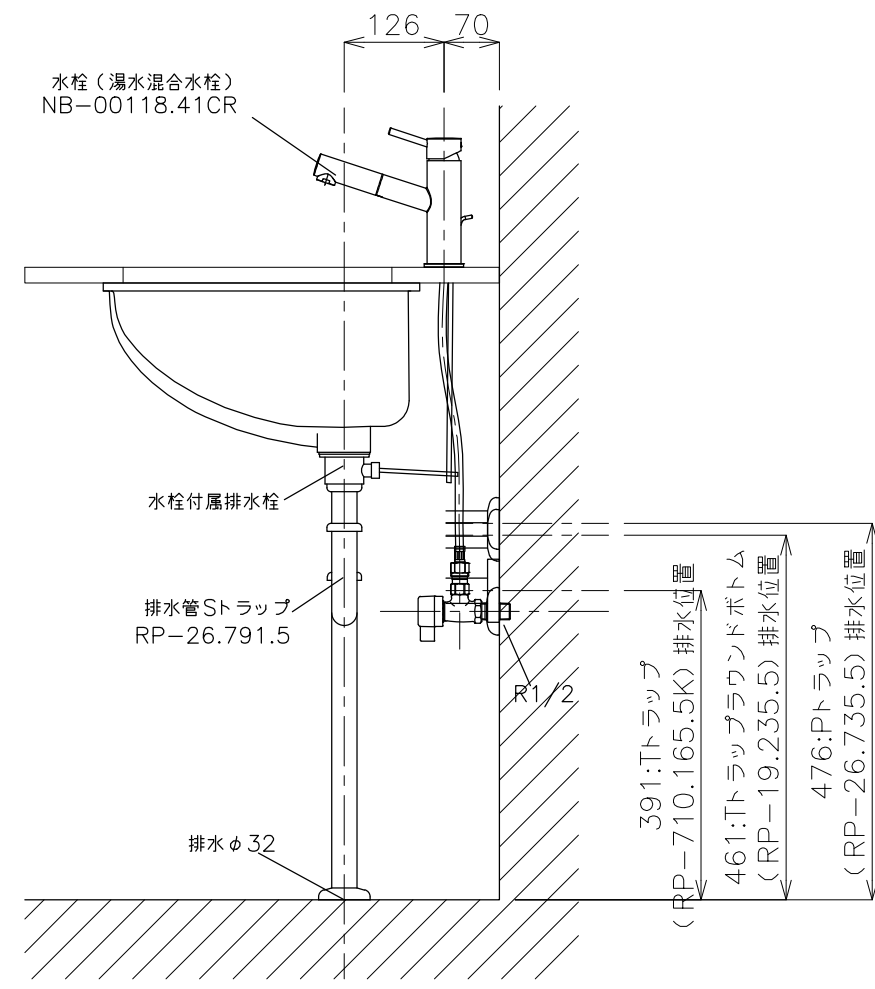 126
70
水栓（湯水混合水栓）
NB-00118.41CR
水栓付属排水栓
排水管Sトラップ
RP-26.791.5
R1/2
排水φ32
391:Tトラップ
（RP-710.165.5K）排水位置
461:Tトラップラウンドボトム
（RP-19.235.5）排水位置
476:Pトラップ
（RP-26.735.5）排水位置